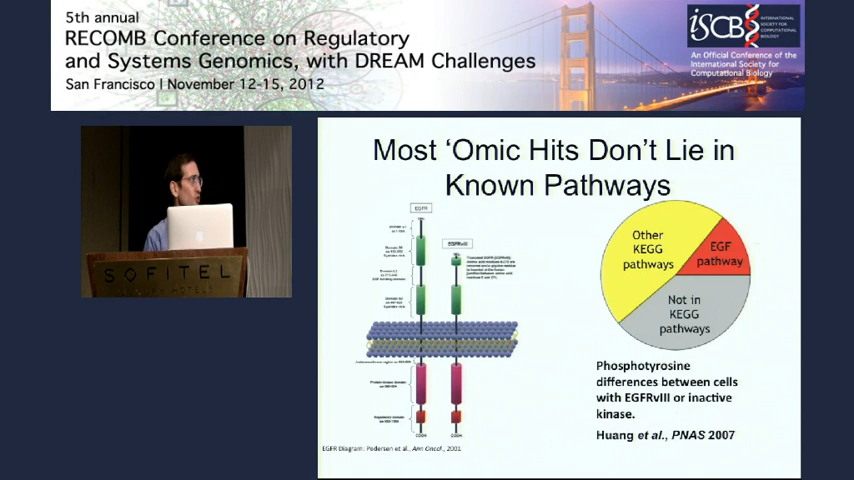 5th annual
RECOMB Conference on Regulatory
and Systems Genomics, with DREAM Challenges
San Francisco | November 12-15, 2012
iSCB
INTERNATIONAL
SOCIETY FOR
COMPUTATIONAL
BIOLOGY
An Official Conference of the
International Society for
Computational Biology
SOFITEL
Most ‘Omic Hits Don’t Lie in
Known Pathways
EGFR
EGFRvIII
Other
KEGG
pathways
EGF
pathway
Not in
KEGG
pathways
Phosphotyrosine
differences between cells
with EGFRvIII or inactive
kinase.
Huang et al., PNAS 2007
COOH
COOH
EGFR Diagram: Pedersen et al., Ann Oncol., 2001